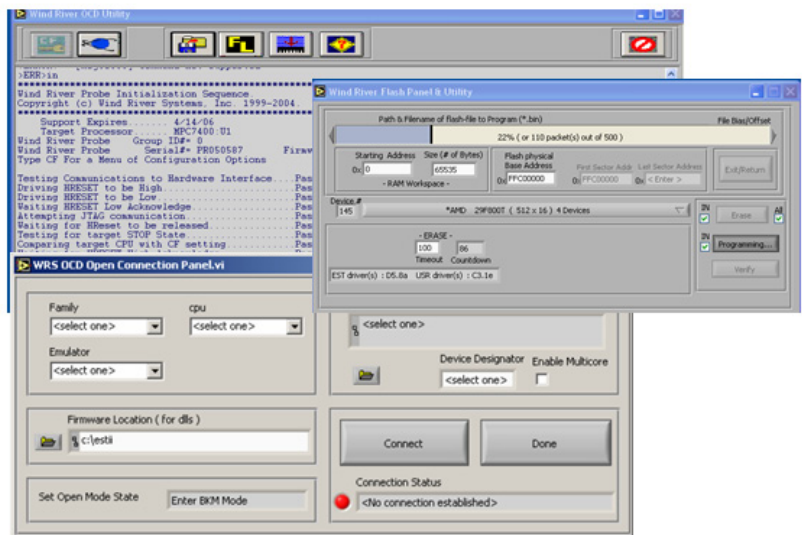 Wind River OCD Utility
>ERR>in
Wind River Probe Initialization Sequence
Copyright (c) Wind River Systems, Inc. 1999-2004.
Support Expires....... 4/14/06
Target Processor...... MPC7400:U1
Wind River Probe Group ID#= 0
Wind River Probe Serial#= PR050587 Firmw
Type CF For a Menu of Configuration Options
Testing Communications to Hardware Interface....Pas
Driving HRESET to be High.......Pas
Driving HRESET to be Low.......Pas
Waiting HRESET Low Acknowledge.......Pas
Attempting JTAG communication.......Pas
Waiting for HReset to be released.......Pas
Testing for target STOP State.......Pas
Comparing target CPU with CF setting.......Pas
Wind River Flash Panel & Utility
Path & Filename of flash-file to Program (*.bin)
File Bias/Offset
22% ( or 110 packet(s) out of 500 )
Starting Address
Size (# of Bytes)
0x 0
65535
- RAM Workspace -
Flash physical
Base Address
First Sector Addr
Last Sector Address
0x FFC00000
0x FFC00000
0x < Enter >
Exit/Return
Device #
145
*AMD 29F800T ( 512 x 16 ) 4 Devices
IN
Erase
All
- ERASE -
100
86
Timeout
Countdown
IN
Programming...
Verify
EST driver(s) : D5.8a USR driver(s) : C3.1e
WRS OCD Open Connection Panel.vi
Family
cpu
<select one>
<select one>
Emulator
<select one>
<select one>
Device Designator
Enable Multicore
<select one>
Firmware Location ( for dlls )
c:\estii
Connect
Done
Set Open Mode State
Enter BKM Mode
Connection Status
<No connection established>